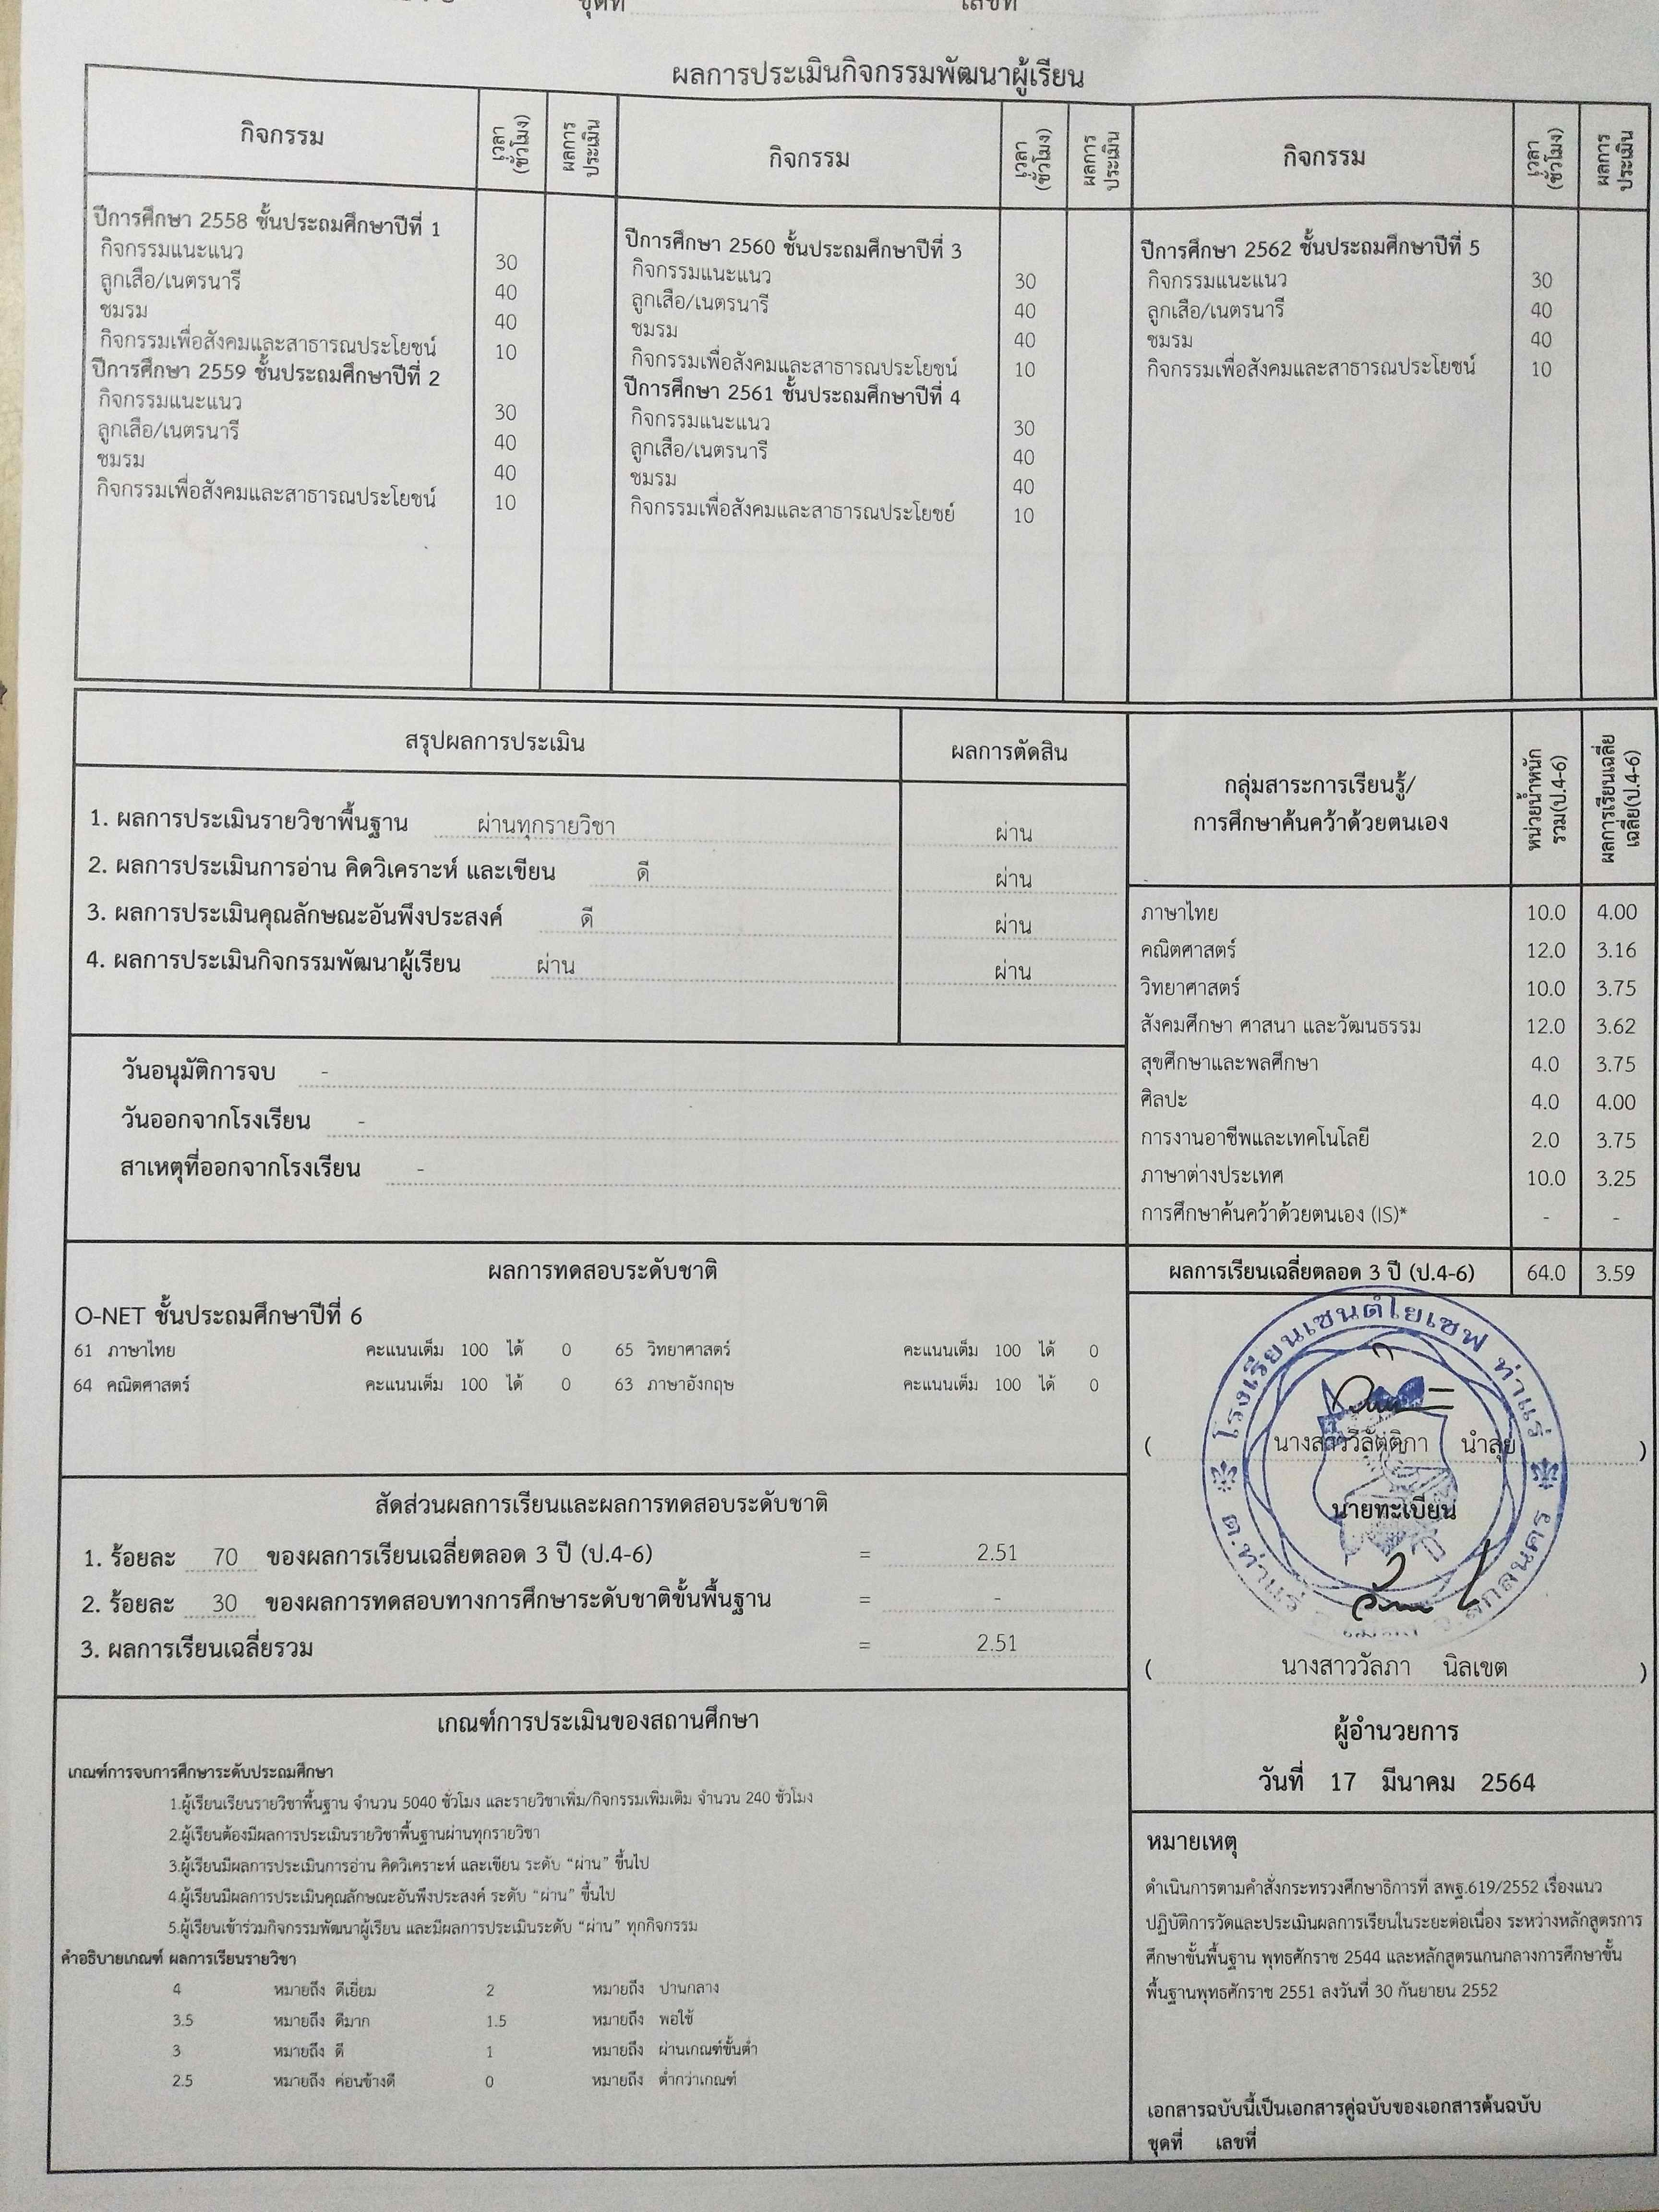 ชุดที่ เลขที่
ผลการประเมินกิจกรรมพัฒนาผู้เรียน
กิจกรรม เวลา (ชั่วโมง) ผลการประเมิน กิจกรรม เวลา (ชั่วโมง) ผลการประเมิน กิจกรรม เวลา (ชั่วโมง) ผลการประเมิน
ปีการศึกษา 2558 ชั้นประถมศึกษาปีที่ 1
กิจกรรมแนะแนว 30
ลูกเสือ/เนตรนารี 40
ชมรม 40
กิจกรรมเพื่อสังคมและสาธารณประโยชน์ 10
ปีการศึกษา 2559 ชั้นประถมศึกษาปีที่ 2
กิจกรรมแนะแนว 30
ลูกเสือ/เนตรนารี 40
ชมรม 40
กิจกรรมเพื่อสังคมและสาธารณประโยชน์ 10
ปีการศึกษา 2560 ชั้นประถมศึกษาปีที่ 3
กิจกรรมแนะแนว 30
ลูกเสือ/เนตรนารี 40
ชมรม 40
กิจกรรมเพื่อสังคมและสาธารณประโยชน์ 10
ปีการศึกษา 2561 ชั้นประถมศึกษาปีที่ 4
กิจกรรมแนะแนว 30
ลูกเสือ/เนตรนารี 40
ชมรม 40
กิจกรรมเพื่อสังคมและสาธารณประโยชย์ 10
ปีการศึกษา 2562 ชั้นประถมศึกษาปีที่ 5
กิจกรรมแนะแนว 30
ลูกเสือ/เนตรนารี 40
ชมรม 40
กิจกรรมเพื่อสังคมและสาธารณประโยชน์ 10
สรุปผลการประเมิน ผลการตัดสิน
1. ผลการประเมินรายวิชาพื้นฐาน ผ่านทุกรายวิชา ผ่าน
2. ผลการประเมินการอ่าน คิดวิเคราะห์ และเขียน ดี ผ่าน
3. ผลการประเมินคุณลักษณะอันพึงประสงค์ ดี ผ่าน
4. ผลการประเมินกิจกรรมพัฒนาผู้เรียน ผ่าน ผ่าน
วันอนุมัติการจบ -
วันออกจากโรงเรียน -
สาเหตุที่ออกจากโรงเรียน -
กลุ่มสาระการเรียนรู้/
การศึกษาค้นคว้าด้วยตนเอง
หน่วยน้ำหนัก
รวม(ป.4-6)
ผลการเรียนเฉลี่ย
เฉลี่ย(ป.4-6)
ภาษาไทย 10.0 4.00
คณิตศาสตร์ 12.0 3.16
วิทยาศาสตร์ 10.0 3.75
สังคมศึกษา ศาสนา และวัฒนธรรม 12.0 3.62
สุขศึกษาและพลศึกษา 4.0 3.75
ศิลปะ 4.0 4.00
การงานอาชีพและเทคโนโลยี 2.0 3.75
ภาษาต่างประเทศ 10.0 3.25
การศึกษาค้นคว้าด้วยตนเอง (IS)* - -
ผลการเรียนเฉลี่ยตลอด 3 ปี (ป.4-6) 64.0 3.59
ผลการทดสอบระดับชาติ
O-NET ชั้นประถมศึกษาปีที่ 6
61 ภาษาไทย คะแนนเต็ม 100 ได้ 0 65 วิทยาศาสตร์ คะแนนเต็ม 100 ได้ 0
64 คณิตศาสตร์ คะแนนเต็ม 100 ได้ 0 63 ภาษาอังกฤษ คะแนนเต็ม 100 ได้ 0
สัดส่วนผลการเรียนและผลการทดสอบระดับชาติ
1. ร้อยละ 70 ของผลการเรียนเฉลี่ยตลอด 3 ปี (ป.4-6) = 2.51
2. ร้อยละ 30 ของผลการทดสอบทางการศึกษาระดับชาติขั้นพื้นฐาน = -
3. ผลการเรียนเฉลี่ยรวม = 2.51
โรงเรียนเซนต์โยเซฟ ท่าแร่
ต.ท่าแร่ จ.สกลนคร
( นางสาววิลัตติกา นำสุย )
นายทะเบียน
( นางสาววัลภา นิลเขต )
ผู้อำนวยการ
วันที่ 17 มีนาคม 2564
เกณฑ์การประเมินของสถานศึกษา
เกณฑ์การจบการศึกษาระดับประถมศึกษา
1.ผู้เรียนเรียนรายวิชาพื้นฐาน จำนวน 5040 ชั่วโมง และรายวิชาเพิ่ม/กิจกรรมเพิ่มเติม จำนวน 240 ชั่วโมง
2.ผู้เรียนต้องมีผลการประเมินรายวิชาพื้นฐานผ่านทุกรายวิชา
3.ผู้เรียนมีผลการประเมินการอ่าน คิดวิเคราะห์ และเขียน ระดับ “ผ่าน” ขึ้นไป
4.ผู้เรียนมีผลการประเมินคุณลักษณะอันพึงประสงค์ ระดับ “ผ่าน” ขึ้นไป
5.ผู้เรียนเข้าร่วมกิจกรรมพัฒนาผู้เรียน และมีผลการประเมินระดับ “ผ่าน” ทุกกิจกรรม
คำอธิบายเกณฑ์ ผลการเรียนรายวิชา
4 หมายถึง ดีเยี่ยม 2 หมายถึง ปานกลาง
3.5 หมายถึง ดีมาก 1.5 หมายถึง พอใช้
3 หมายถึง ดี 1 หมายถึง ผ่านเกณฑ์ขั้นต่ำ
2.5 หมายถึง ค่อนข้างดี 0 หมายถึง ต่ำกว่าเกณฑ์
หมายเหตุ
ดำเนินการตามคำสั่งกระทรวงศึกษาธิการที่ สพฐ.619/2552 เรื่องแนว
ปฏิบัติการวัดและประเมินผลการเรียนในระยะต่อเนื่อง ระหว่างหลักสูตรการ
ศึกษาขั้นพื้นฐาน พุทธศักราช 2544 และหลักสูตรแกนกลางการศึกษาขั้น
พื้นฐานพุทธศักราช 2551 ลงวันที่ 30 กันยายน 2552
เอกสารฉบับนี้เป็นเอกสารคู่ฉบับของเอกสารต้นฉบับ
ชุดที่ เลขที่